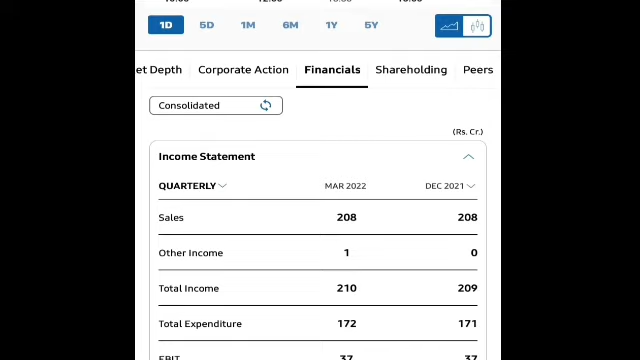 1D 5D 1M 6M 1Y 5Y
et Depth Corporate Action Financials Shareholding Peers
Consolidated
(Rs. Cr.)
Income Statement
QUARTERLY MAR 2022 DEC 2021
Sales 208 208
Other Income 1 0
Total Income 210 209
Total Expenditure 172 171
EBIT 37 37